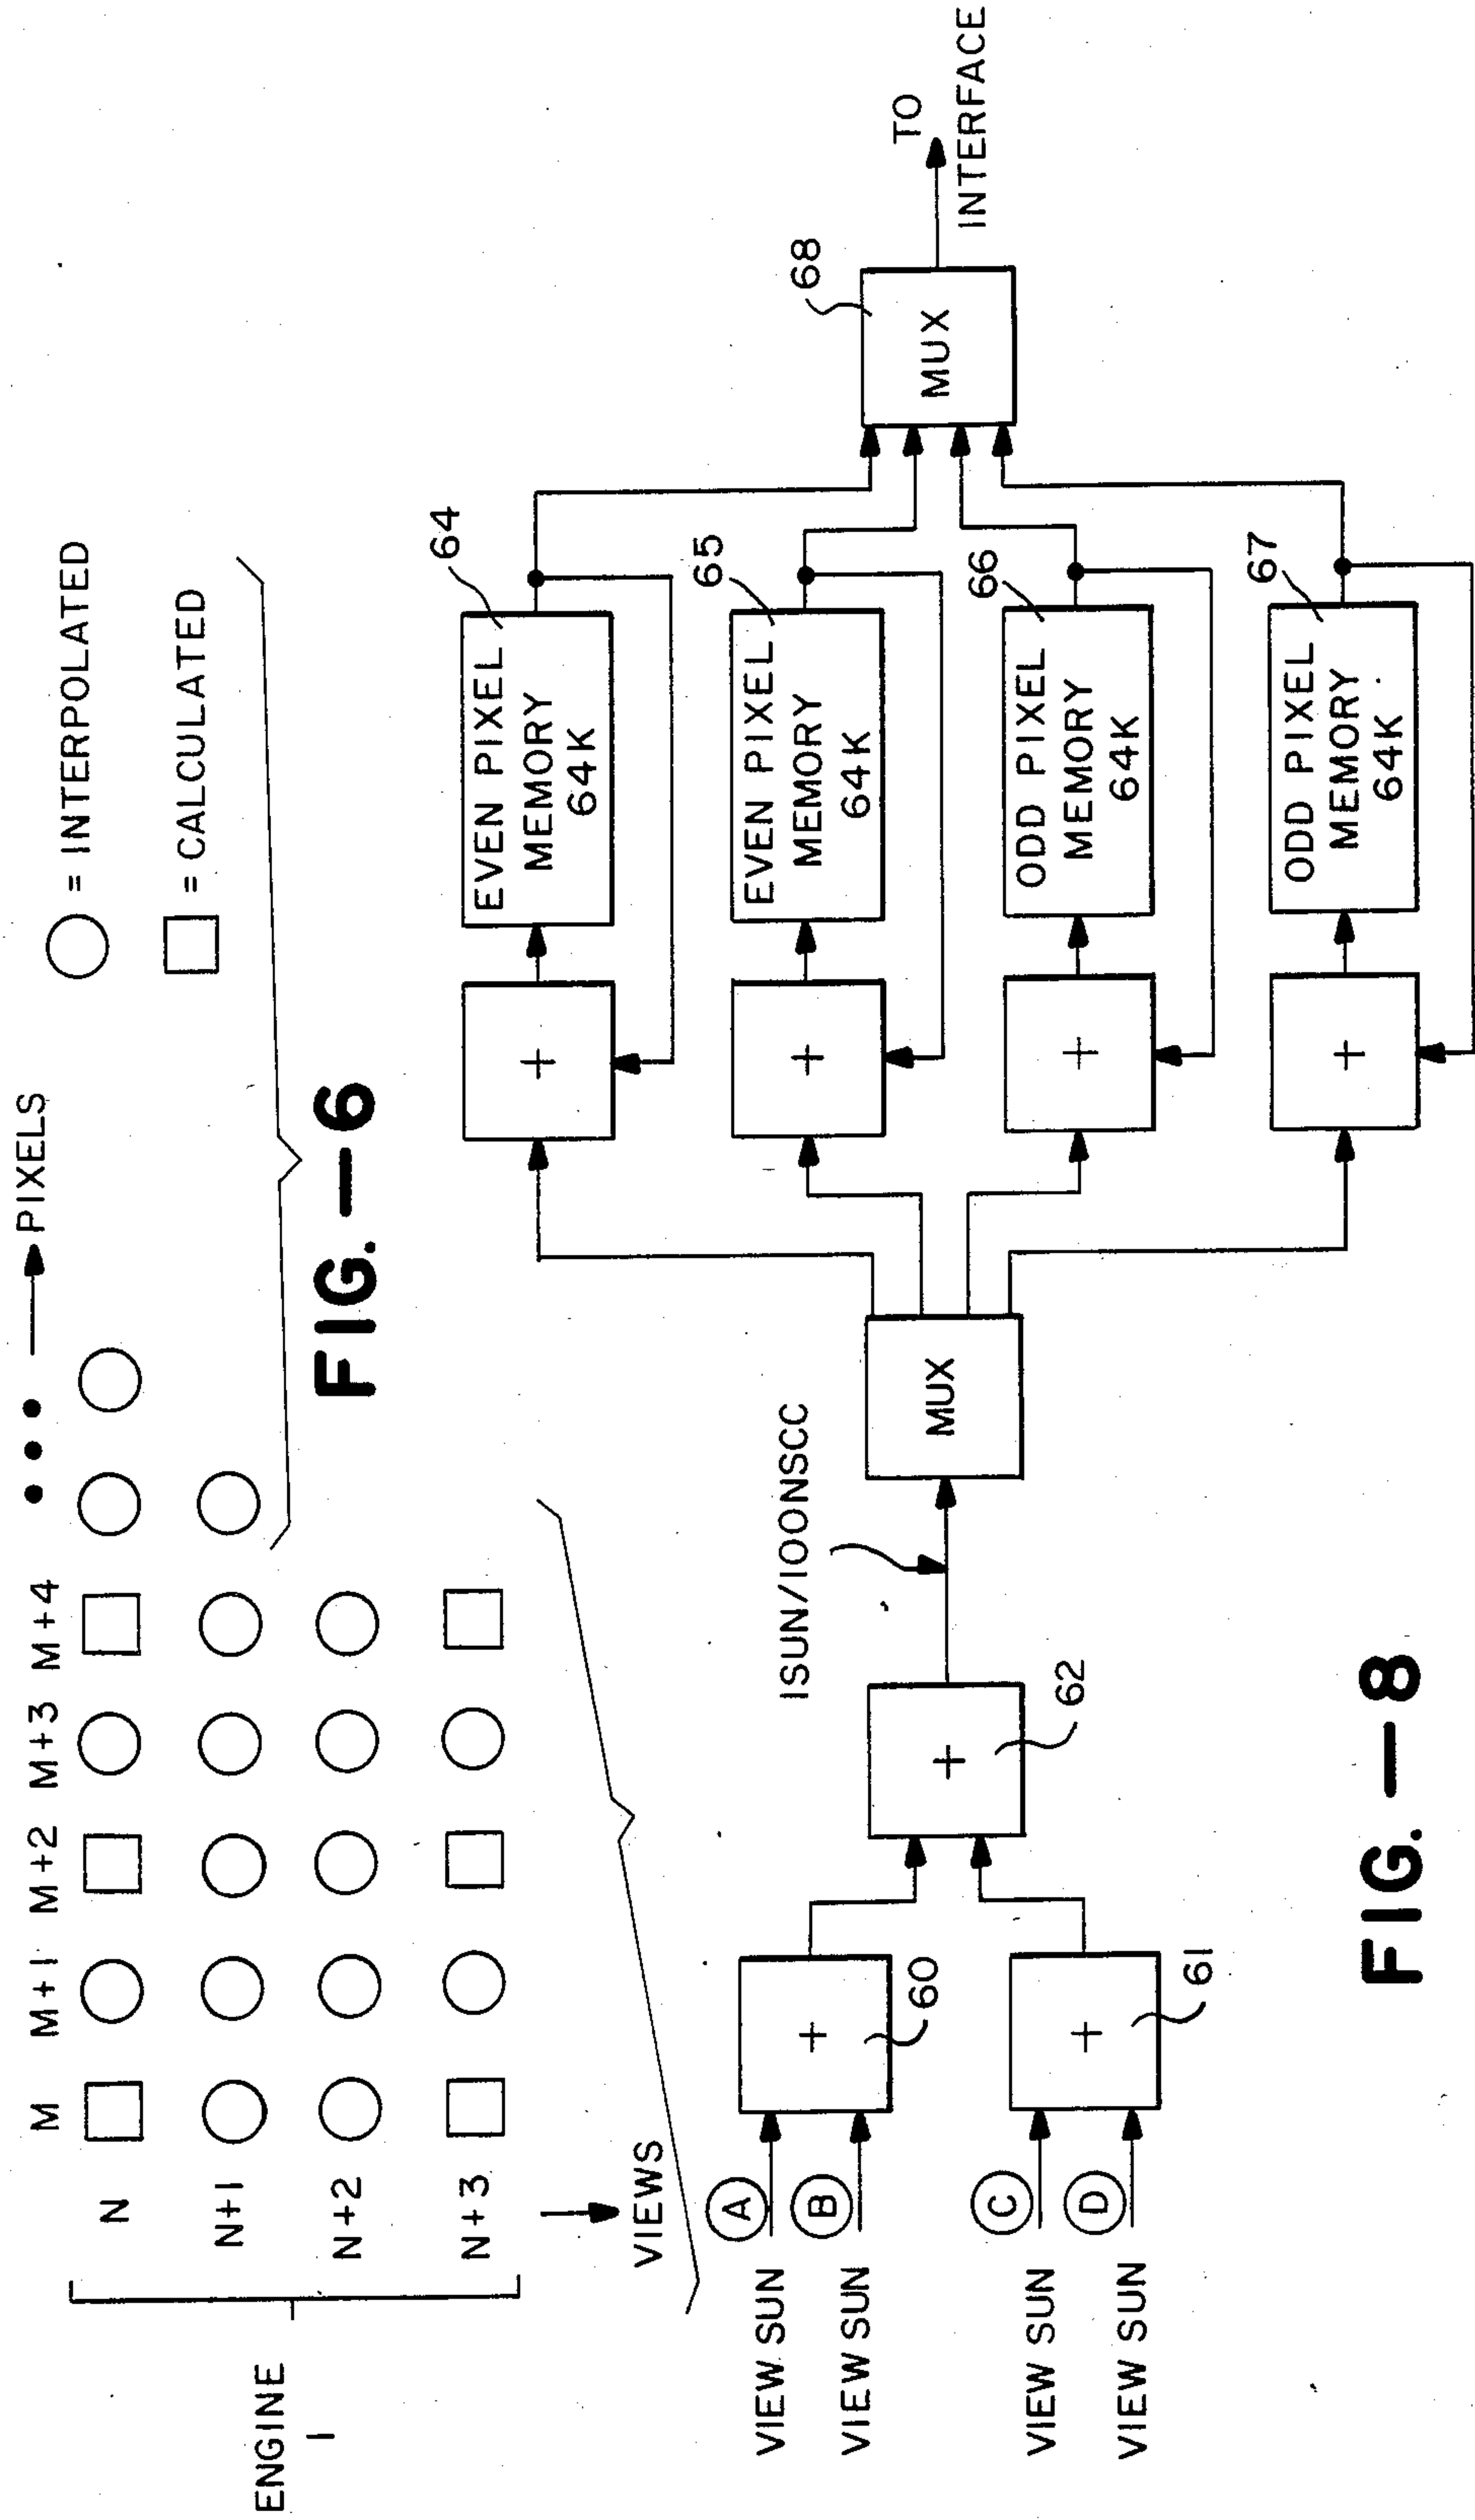 M M+1 M+2 M+3 M+4 PIXELS
N
N+1
N+2
N+3
ENGINE
1
VIEWS
= INTERPOLATED
= CALCULATED
FIG.—6
VIEW SUN A
VIEW SUN B
VIEW SUN C
VIEW SUN D
+
60
+
61
+
62
ISUN/100NSCC
MUX
+
EVEN PIXEL
MEMORY
64K
64
+
EVEN PIXEL
MEMORY
64K
65
+
ODD PIXEL
MEMORY
64K
66
+
ODD PIXEL
MEMORY
64K
67
MUX
68
TO
INTERFACE
FIG.—8